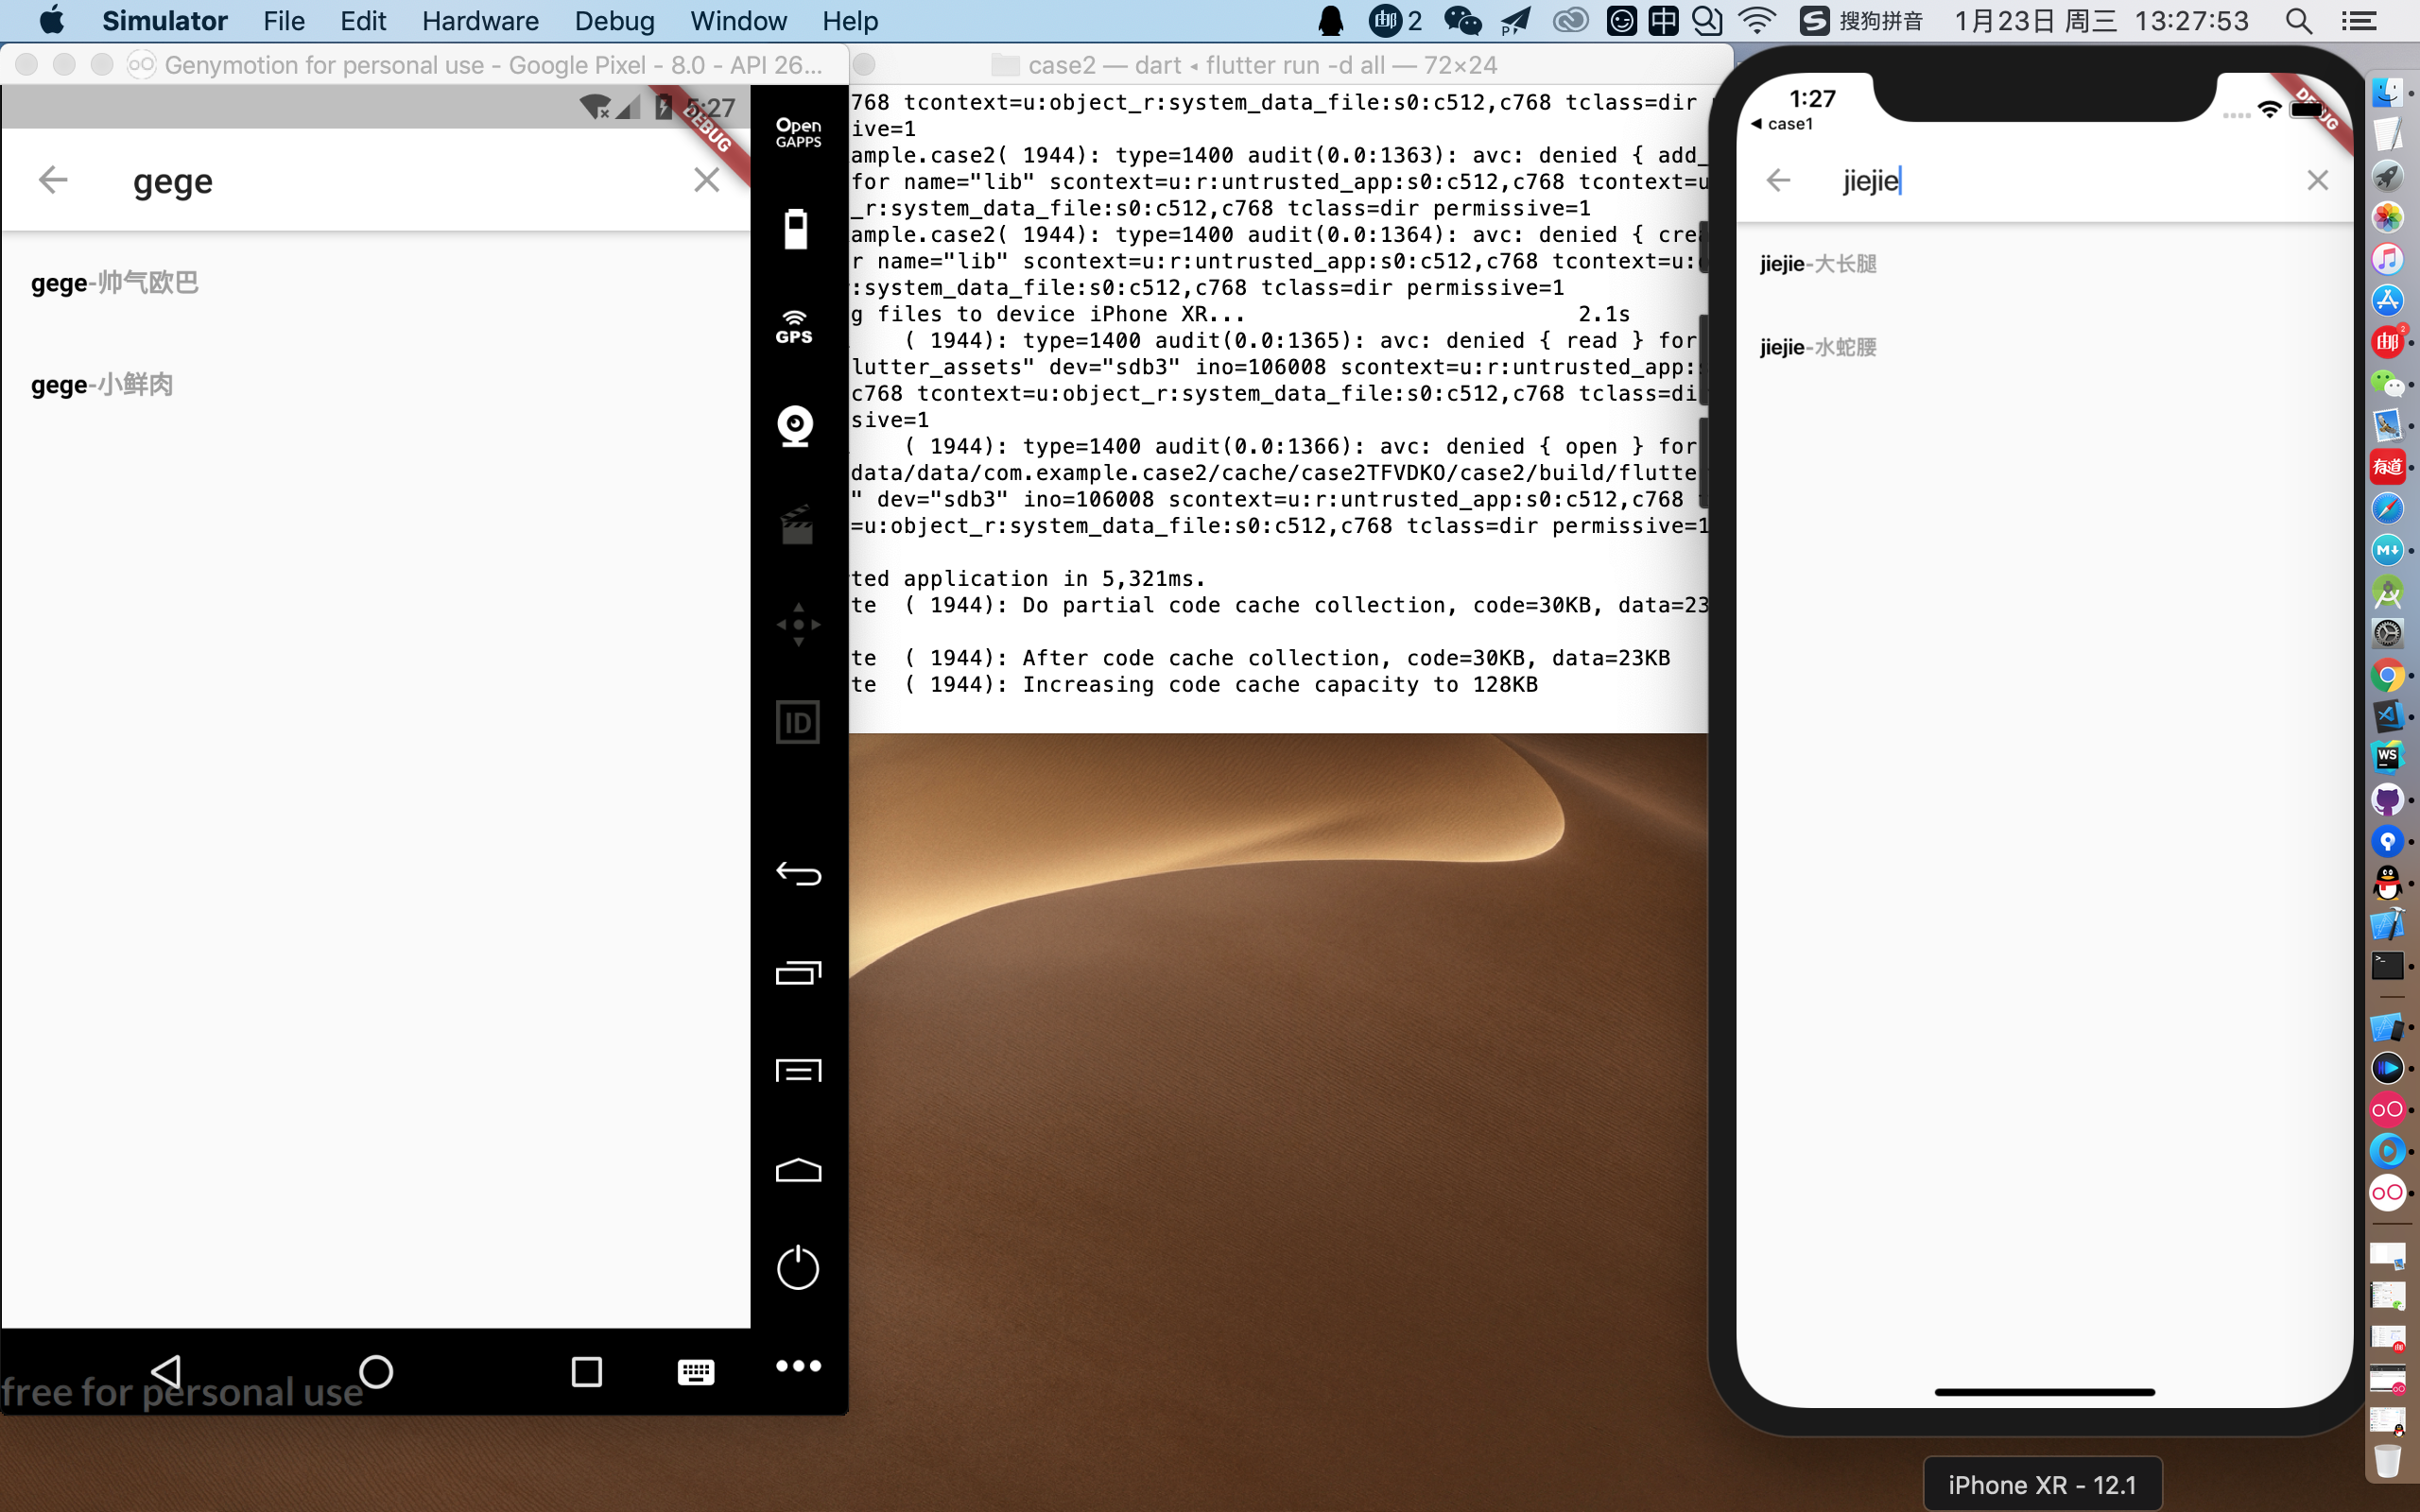 Simulator File Edit Hardware Debug Window Help 邮 2 中 搜狗拼音 1月23日 周三 13:27:53
Genymotion for personal use - Google Pixel - 8.0 - API 26...
5:27
DEBUG
gege
gege-帅气欧巴
gege-小鲜肉
Open
GAPPS
GPS
ID
free for personal use
case2 — dart ◂ flutter run -d all — 72×24
768 tcontext=u:object_r:system_data_file:s0:c512,c768 tclass=dir
ive=1
ample.case2( 1944): type=1400 audit(0.0:1363): avc: denied { add_
for name="lib" scontext=u:r:untrusted_app:s0:c512,c768 tcontext=u
_r:system_data_file:s0:c512,c768 tclass=dir permissive=1
ample.case2( 1944): type=1400 audit(0.0:1364): avc: denied { crea
r name="lib" scontext=u:r:untrusted_app:s0:c512,c768 tcontext=u:
:system_data_file:s0:c512,c768 tclass=dir permissive=1
g files to device iPhone XR... 2.1s
( 1944): type=1400 audit(0.0:1365): avc: denied { read } for
lutter_assets" dev="sdb3" ino=106008 scontext=u:r:untrusted_app:
c768 tcontext=u:object_r:system_data_file:s0:c512,c768 tclass=di
sive=1
( 1944): type=1400 audit(0.0:1366): avc: denied { open } for
data/data/com.example.case2/cache/case2TFVDKO/case2/build/flutte
" dev="sdb3" ino=106008 scontext=u:r:untrusted_app:s0:c512,c768
=u:object_r:system_data_file:s0:c512,c768 tclass=dir permissive=1
ted application in 5,321ms.
te ( 1944): Do partial code cache collection, code=30KB, data=23
te ( 1944): After code cache collection, code=30KB, data=23KB
te ( 1944): Increasing code cache capacity to 128KB
1:27
◀ case1
jiejie
jiejie-大长腿
jiejie-水蛇腰
iPhone XR - 12.1
邮 2
有道
M
WS